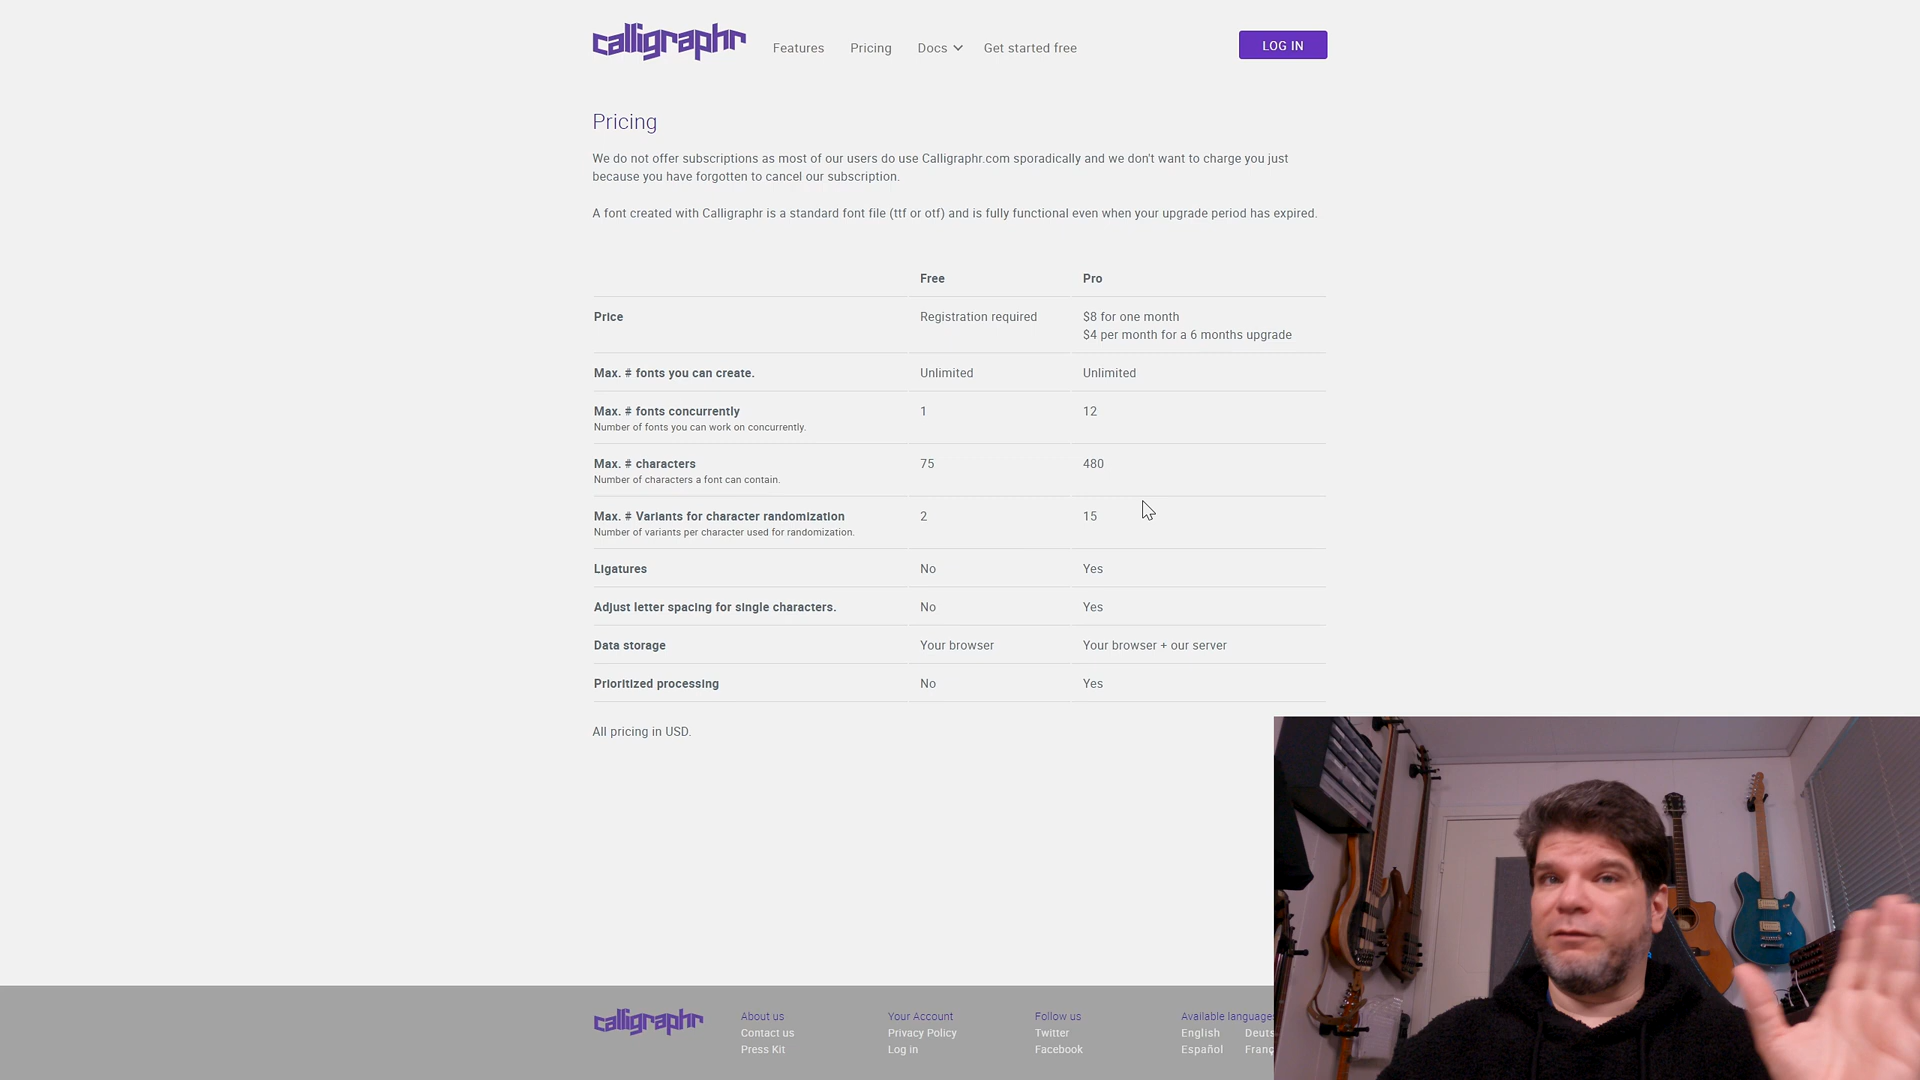 calligraphr
Features Pricing Docs Get started free
LOG IN
Pricing
We do not offer subscriptions as most of our users do use Calligraphr.com sporadically and we don't want to charge you just
because you have forgotten to cancel our subscription.
A font created with Calligraphr is a standard font file (ttf or otf) and is fully functional even when your upgrade period has expired.
Free Pro
Price Registration required $8 for one month
$4 per month for a 6 months upgrade
Max. # fonts you can create. Unlimited Unlimited
Max. # fonts concurrently 1 12
Number of fonts you can work on concurrently.
Max. # characters 75 480
Number of characters a font can contain.
Max. # Variants for character randomization 2 15
Number of variants per character used for randomization.
Ligatures No Yes
Adjust letter spacing for single characters. No Yes
Data storage Your browser Your browser + our server
Prioritized processing No Yes
All pricing in USD.
calligraphr
About us Your Account Follow us Available language
Contact us Privacy Policy Twitter English Deuts
Press Kit Log in Facebook Español Franç